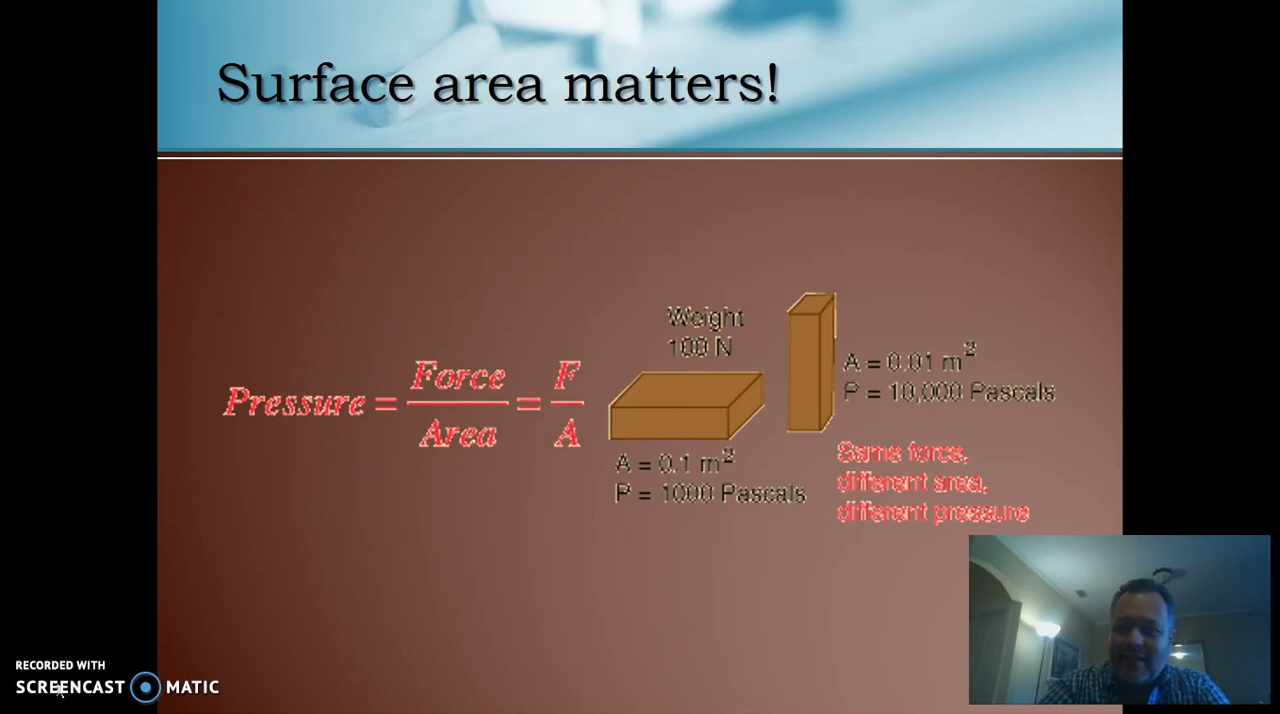 Surface area matters!
Pressure = Force / Area = F / A
Weight
100 N
A = 0.1 m²
P = 1000 Pascals
A = 0.01 m²
P = 10,000 Pascals
Same force,
different area,
different pressure
RECORDED WITH
SCREENCAST MATIC